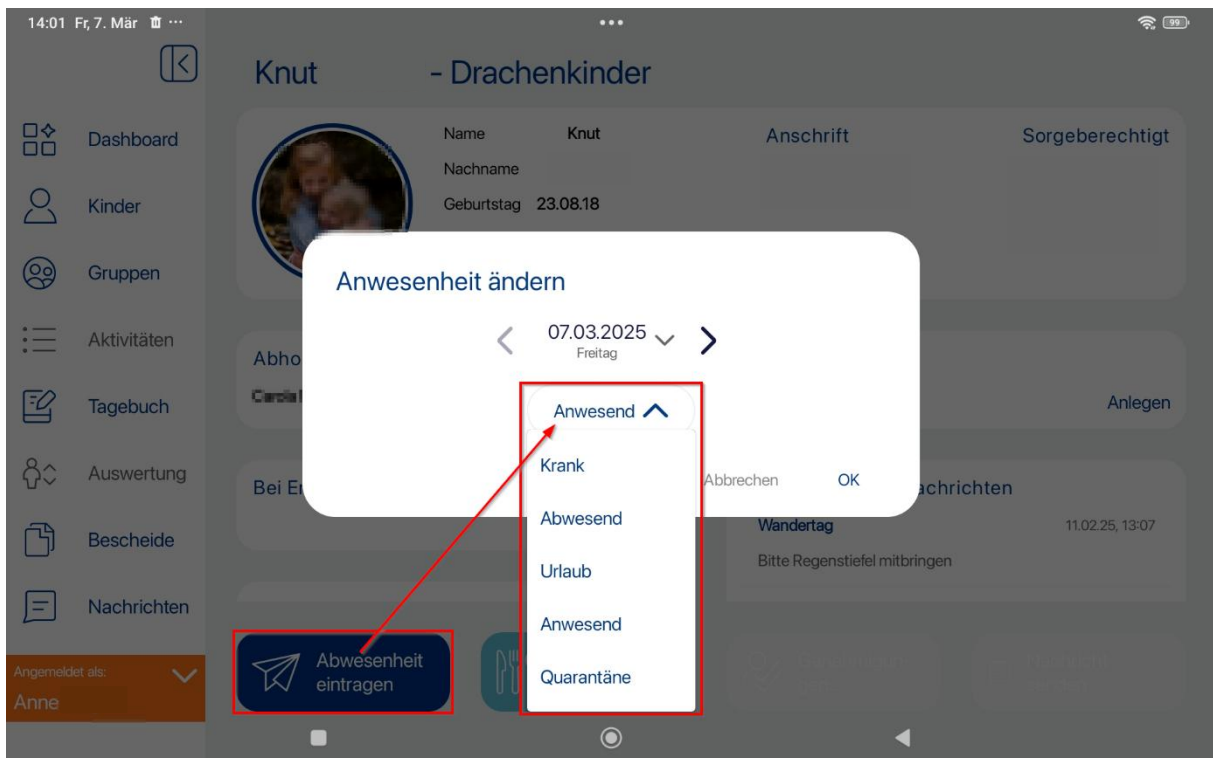 14:01 Fr, 7. Mär
99
Knut - Drachenkinder
Dashboard
Kinder
Gruppen
Aktivitäten
Tagebuch
Auswertung
Bescheide
Nachrichten
Angemeldet als:
Anne
Name Knut
Nachname
Geburtstag 23.08.18
Anschrift
Sorgeberechtigt
Anwesenheit ändern
07.03.2025
Freitag
Anwesend
Krank
Abwesend
Urlaub
Anwesend
Quarantäne
Abbrechen OK
Abho
Anlegen
Bei
achrichten
Wandertag 11.02.25, 13:07
Bitte Regenstiefel mitbringen
Abwesenheit
eintragen